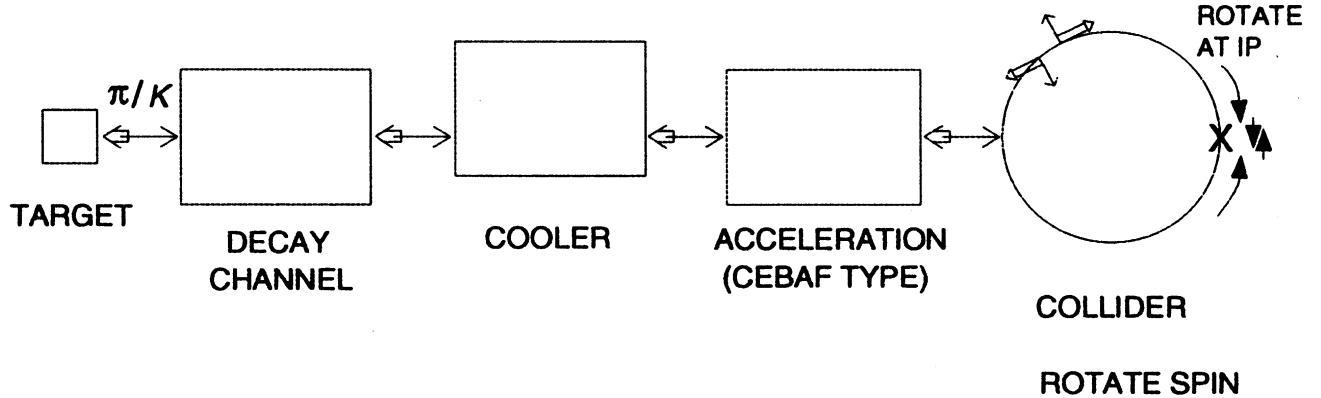 ROTATE
AT IP
π/K
X
TARGET
DECAY
CHANNEL
COOLER
ACCELERATION
(CEBAF TYPE)
COLLIDER
ROTATE SPIN